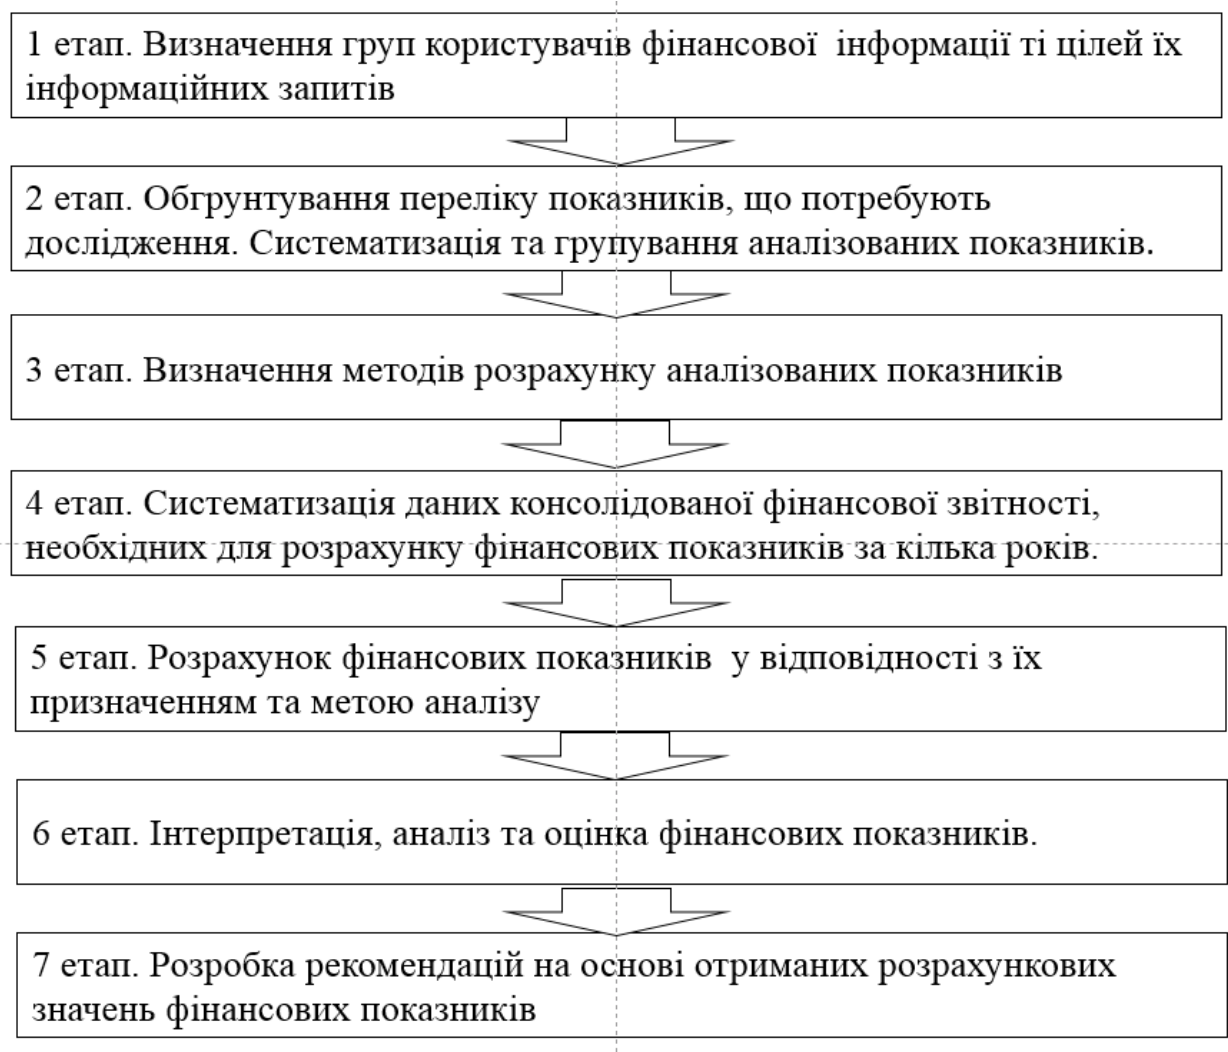 1 етап. Визначення груп користувачів фінансової  інформації ті цілей їх
інформаційних запитів
2 етап. Обгрунтування переліку показників, що потребують
дослідження. Систематизація та групування аналізованих показників.
3 етап. Визначення методів розрахунку аналізованих показників
4 етап. Систематизація даних консолідованої фінансової звітності,
необхідних для розрахунку фінансових показників за кілька років.
5 етап. Розрахунок фінансових показників  у відповідності з їх
призначенням та метою аналізу
6 етап. Інтерпретація, аналіз та оцінка фінансових показників.
7 етап. Розробка рекомендацій на основі отриманих розрахункових
значень фінансових показників